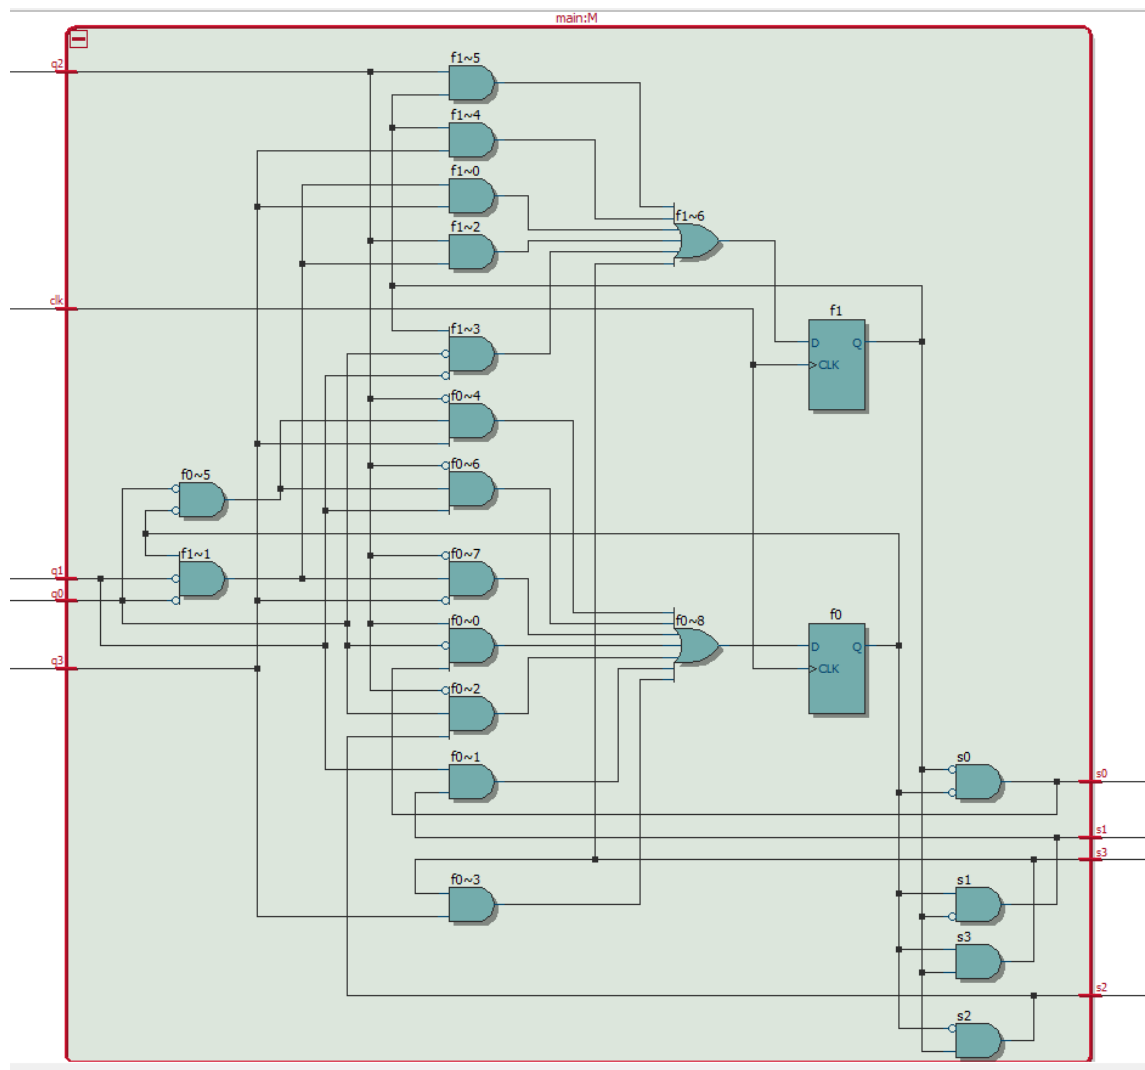 main:M
q2
f1~5
f1~4
f1~0
f1~6
f1~2
clk
f1~3
f1
D Q
CLK
f0~4
f0~6
f0~5
f0~7
f1~1
q1
q0
f0~0
f0~8
f0
D Q
CLK
q3
f0~2
f0~1
s0
s0
s1
s3
f0~3
s1
s3
s2
s2